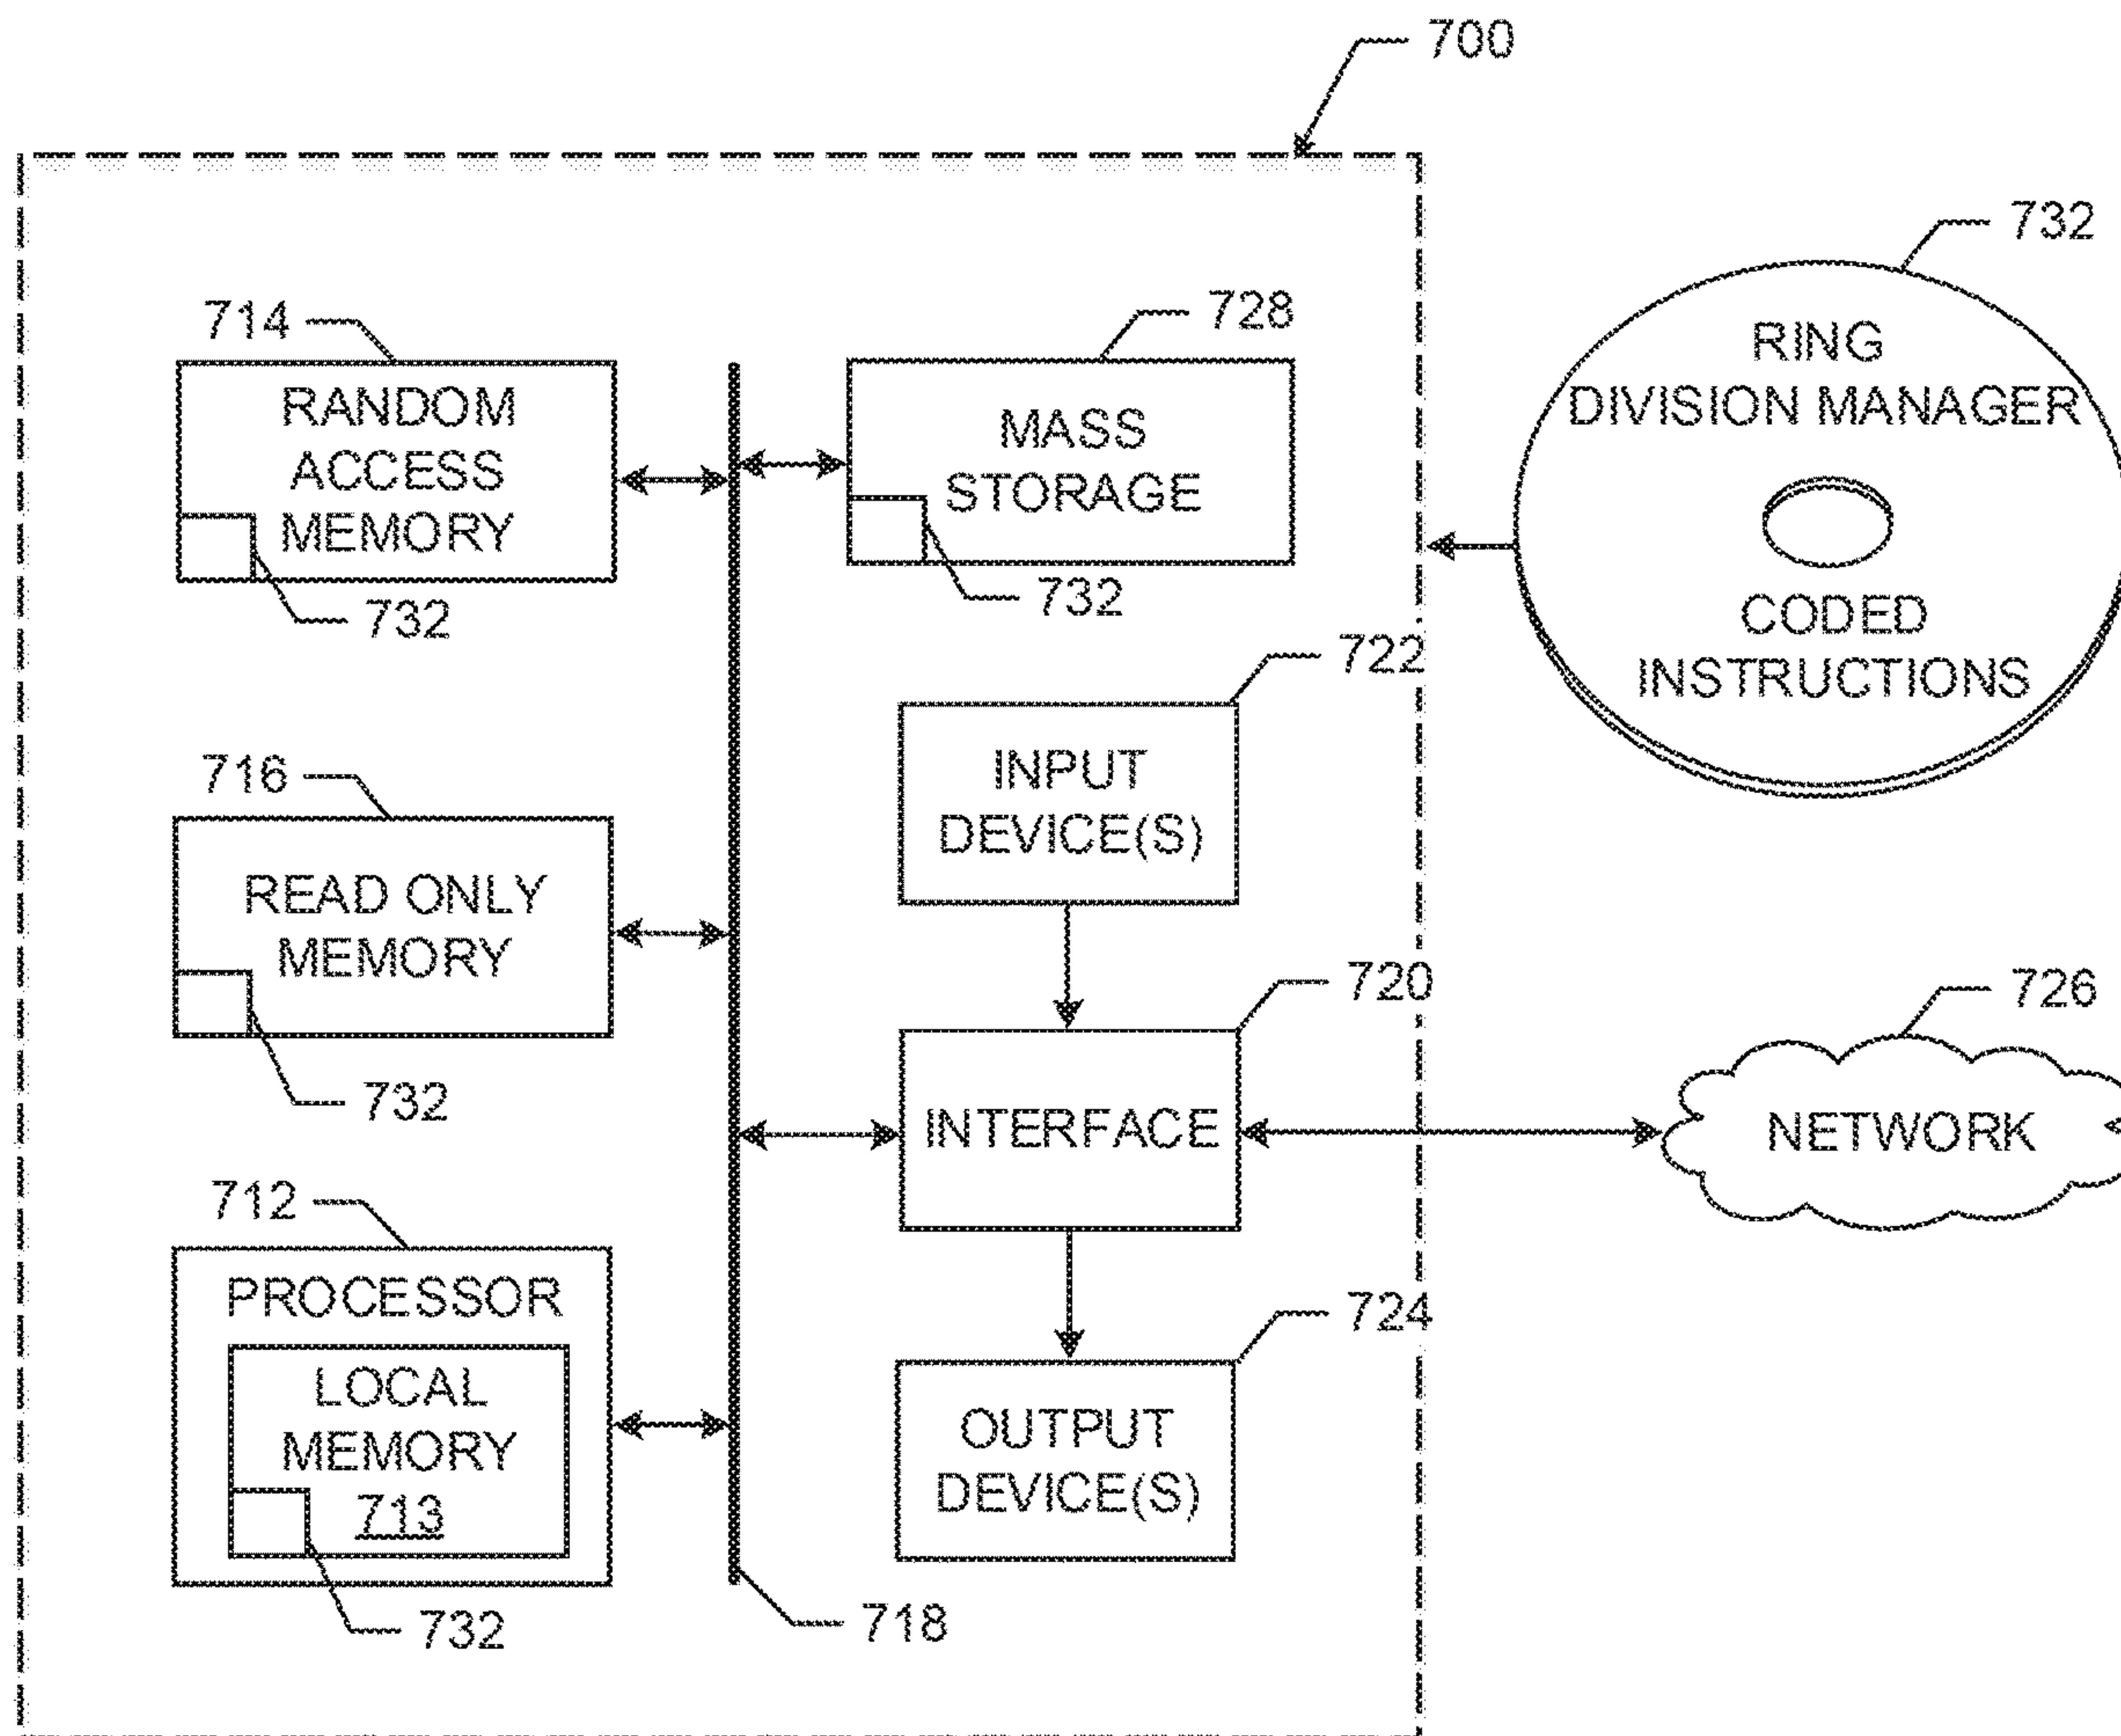 700
732
714
728
RANDOM
ACCESS
MEMORY
732
MASS
STORAGE
732
RING
DIVISION MANAGER
CODED
INSTRUCTIONS
722
INPUT
DEVICE(S)
716
READ ONLY
MEMORY
732
720
INTERFACE
726
NETWORK
712
PROCESSOR
LOCAL
MEMORY
713
732
724
OUTPUT
DEVICE(S)
718